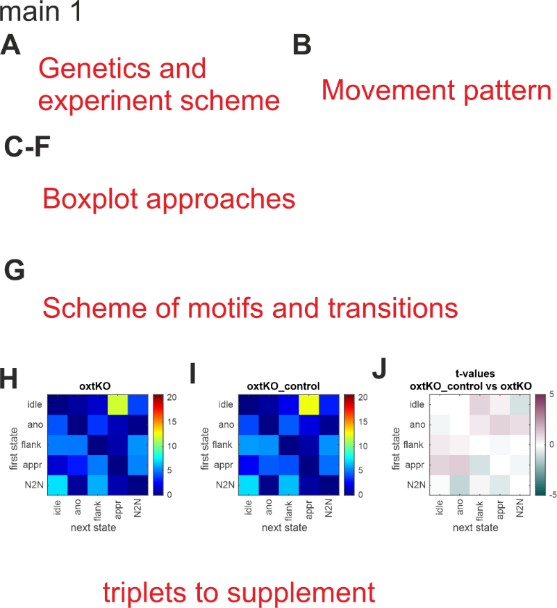 main 1
A
B
Genetics and
experinent scheme
Movement pattern
C-F
Boxplot approaches
G
Scheme of motifs and transitions
H
I
J
oxtKO
oxtKO_control
t-values
oxtKO_control vs oxtKO
first state
idle
ano
flank
appr
N2N
20
15
10
5
0
idle
ano
flank
appr
N2N
next state
first state
idle
ano
flank
appr
N2N
20
15
10
5
0
idle
ano
flank
appr
N2N
next state
first state
idle
ano
flank
appr
N2N
5
0
-5
idle
ano
flank
appr
N2N
next state
triplets to supplement